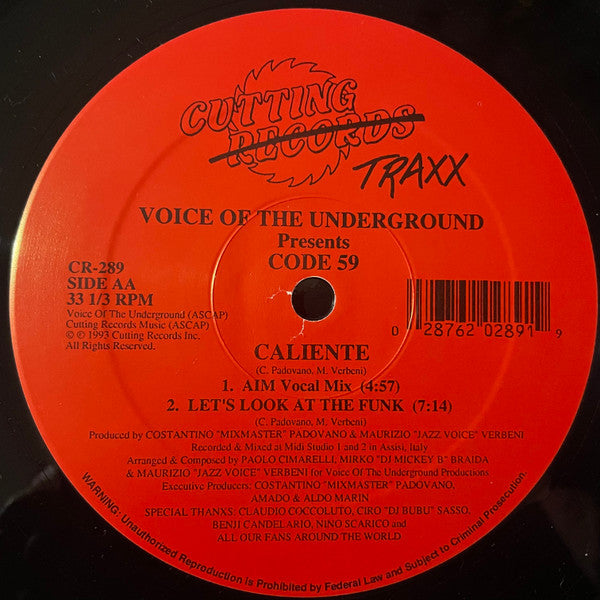 CUTTING
RECORDS
TRAXX
VOICE OF THE UNDERGROUND
Presents
CODE 59
CR-289
SIDE AA
33 1/3 RPM
Voice Of The Underground (ASCAP)
Cutting Records Music (ASCAP)
© ℗ 1993 Cutting Records Inc.
All Rights Reserved.
0 28762 02891 9
CALIENTE
(C. Padovano, M. Verbeni)
1. AIM Vocal Mix (4:57)
2. LET'S LOOK AT THE FUNK (7:14)
(C. Padovano, M. Verbeni)
Produced by COSTANTINO "MIXMASTER" PADOVANO & MAURIZIO "JAZZ VOICE" VERBENI
Recorded & Mixed at Midi Studio 1 and 2 in Assisi, Italy
Arranged & Composed by PAOLO CIMARELLI, MIRKO "DJ MICKEY B" BRAIDA
& MAURIZIO "JAZZ VOICE" VERBENI for Voice Of The Underground Productions
Executive Producers: COSTANTINO "MIXMASTER" PADOVANO,
AMADO & ALDO MARIN
SPECIAL THANXS: CLAUDIO COCCOLUTO, CIRO "DJ BUBU" SASSO,
BENJI CANDELARIO, NINO SCARICO and
ALL OUR FANS AROUND THE WORLD
WARNING: Unauthorized Reproduction is Prohibited by Federal Law and Subject to Criminal Prosecution.